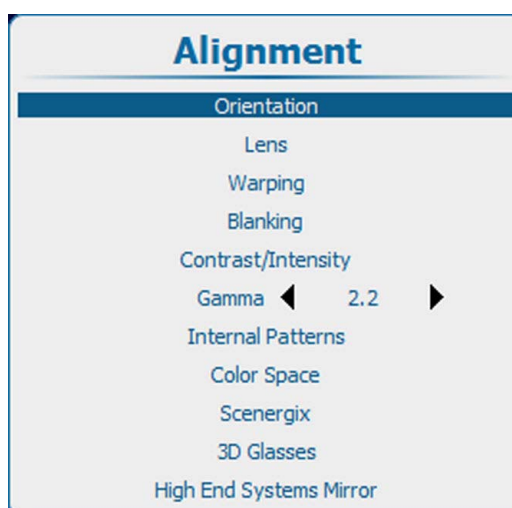 Alignment
Orientation
Lens
Warping
Blanking
Contrast/Intensity
Gamma 2.2
Internal Patterns
Color Space
Scenergix
3D Glasses
High End Systems Mirror